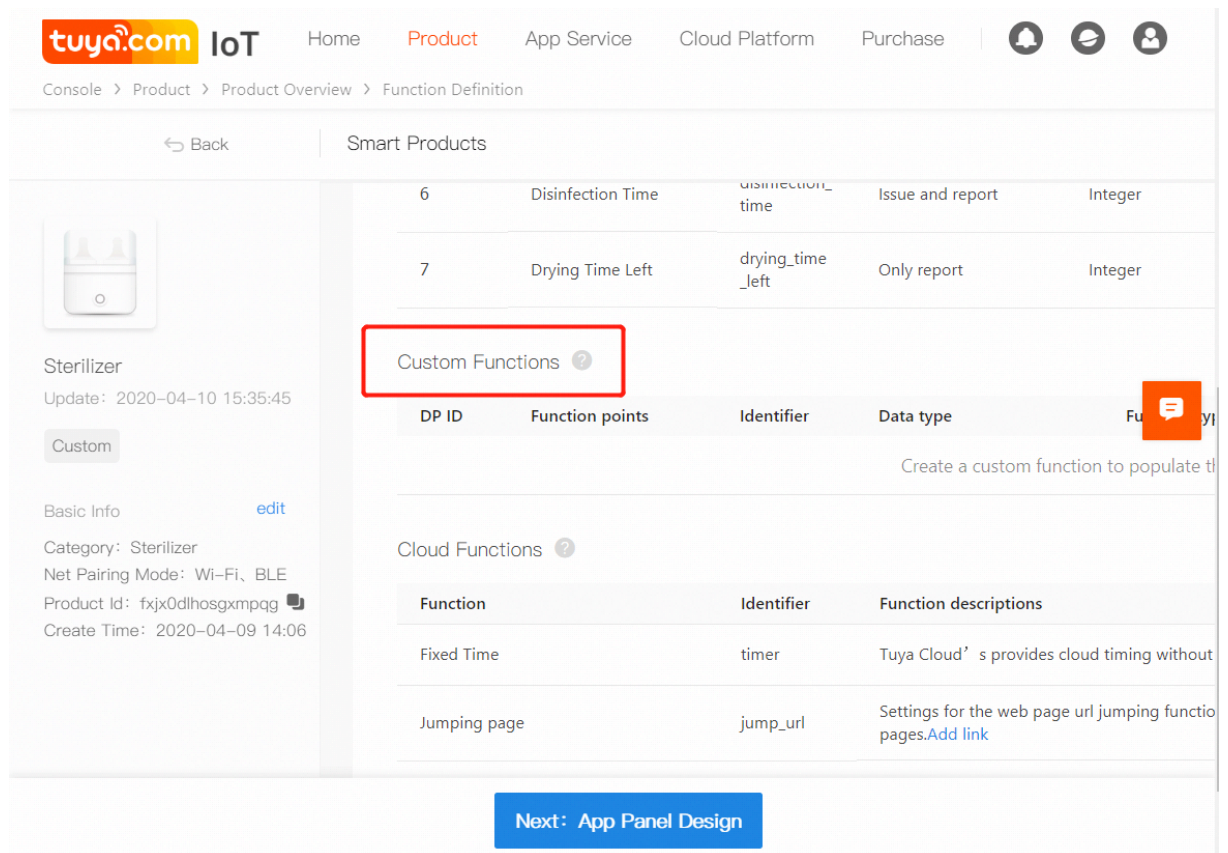 tuya.com IoT Home Product App Service Cloud Platform Purchase
Console > Product > Product Overview > Function Definition
Back Smart Products
6 Disinfection Time disinfection_ Issue and report Integer
time
7 Drying Time Left drying_time Only report Integer
_left
Custom Functions ?
Sterilizer
Update: 2020-04-10 15:35:45
Custom
DP ID Function points Identifier Data type
Create a custom function to populate
Basic Info edit
Category: Sterilizer
Net Pairing Mode: Wi-Fi、BLE
Product Id: fxjx0dlhosgxmpqg
Create Time: 2020-04-09 14:06
Cloud Functions ?
Function Identifier Function descriptions
Fixed Time timer Tuya Cloud’s provides cloud timing without
Jumping page jump_url Settings for the web page url jumping functio
pages.Add link
Next: App Panel Design